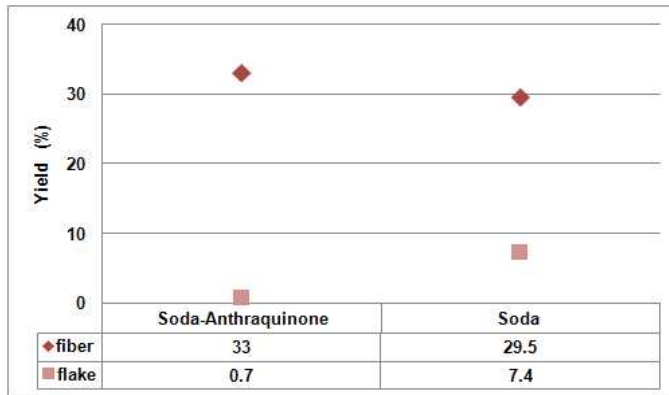 40
30
20
10
0
Yield (%)
Soda-Anthraquinone Soda
fiber 33 29.5
flake 0.7 7.4